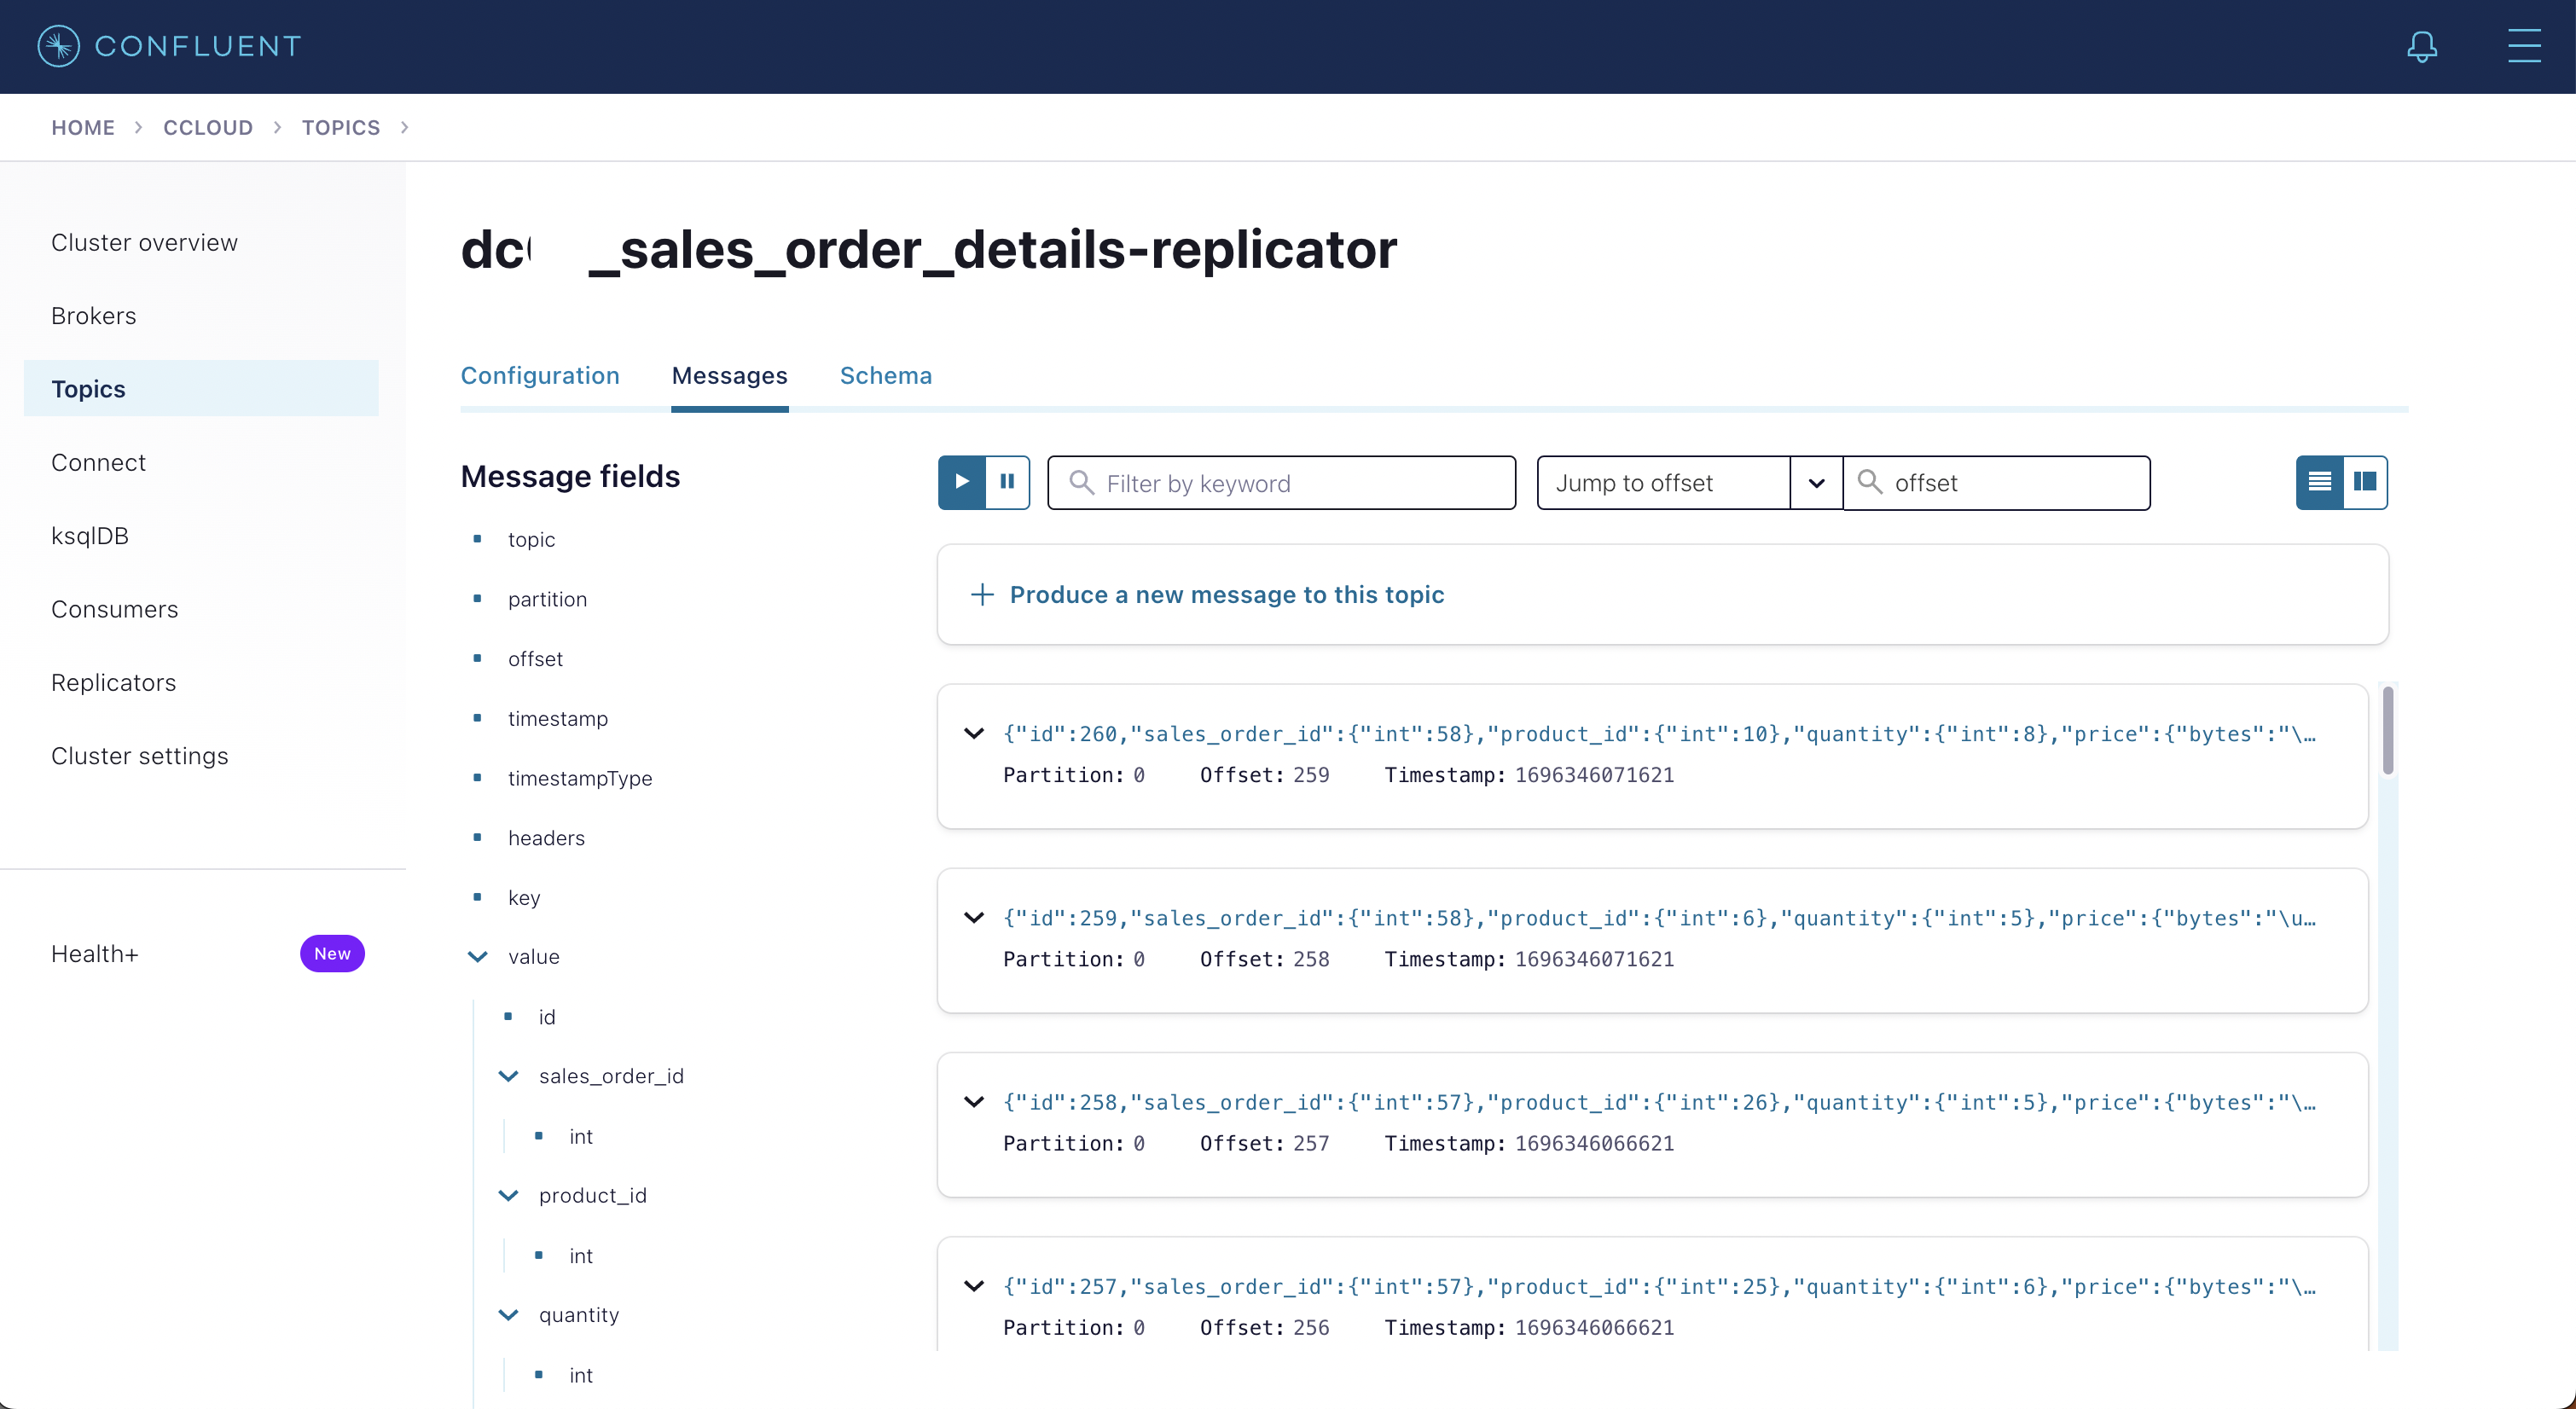 CONFLUENT
HOME > CCLOUD > TOPICS >
Cluster overview
Brokers
Topics
Connect
ksqlDB
Consumers
Replicators
Cluster settings
Health+ New
_sales_order_details-replicator
Configuration Messages Schema
Message fields
topic
partition
offset
timestamp
timestampType
headers
key
value
id
sales_order_id
int
product_id
int
quantity
int
Filter by keyword
Jump to offset
offset
Produce a new message to this topic
{"id":260,"sales_order_id":{"int":58},"product_id":{"int":10},"quantity":{"int":8},"price":{"bytes":"\…
Partition: 0 Offset: 259 Timestamp: 1696346071621
{"id":259,"sales_order_id":{"int":58},"product_id":{"int":6},"quantity":{"int":5},"price":{"bytes":"\u…
Partition: 0 Offset: 258 Timestamp: 1696346071621
{"id":258,"sales_order_id":{"int":57},"product_id":{"int":26},"quantity":{"int":5},"price":{"bytes":"\…
Partition: 0 Offset: 257 Timestamp: 1696346066621
{"id":257,"sales_order_id":{"int":57},"product_id":{"int":25},"quantity":{"int":6},"price":{"bytes":"\…
Partition: 0 Offset: 256 Timestamp: 1696346066621